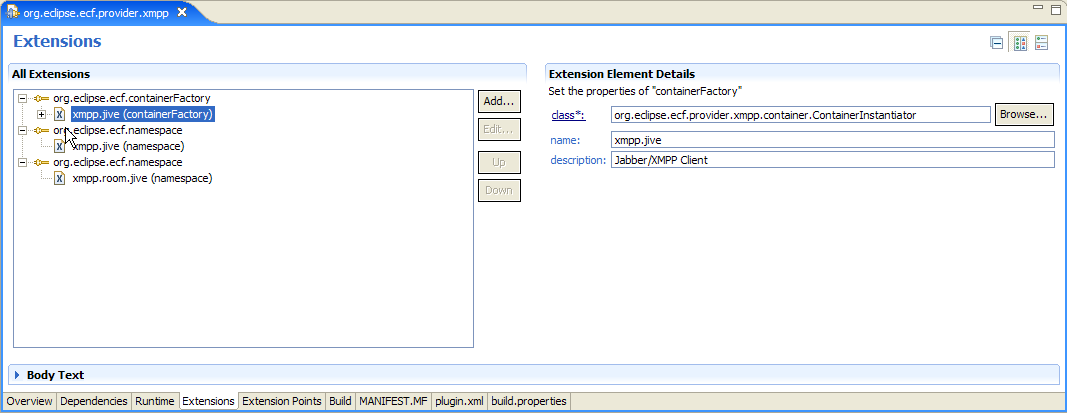 org.eclipse.ecf.provider.xmpp
Extensions
All Extensions
org.eclipse.ecf.containerFactory
xmpp.jive (containerFactory)
org.eclipse.ecf.namespace
xmpp.jive (namespace)
org.eclipse.ecf.namespace
xmpp.room.jive (namespace)
Add...
Edit...
Up
Down
Extension Element Details
Set the properties of "containerFactory"
class*: org.eclipse.ecf.provider.xmpp.container.ContainerInstantiator Browse...
name: xmpp.jive
description: Jabber/XMPP Client
Body Text
Overview Dependencies Runtime Extensions Extension Points Build MANIFEST.MF plugin.xml build.properties